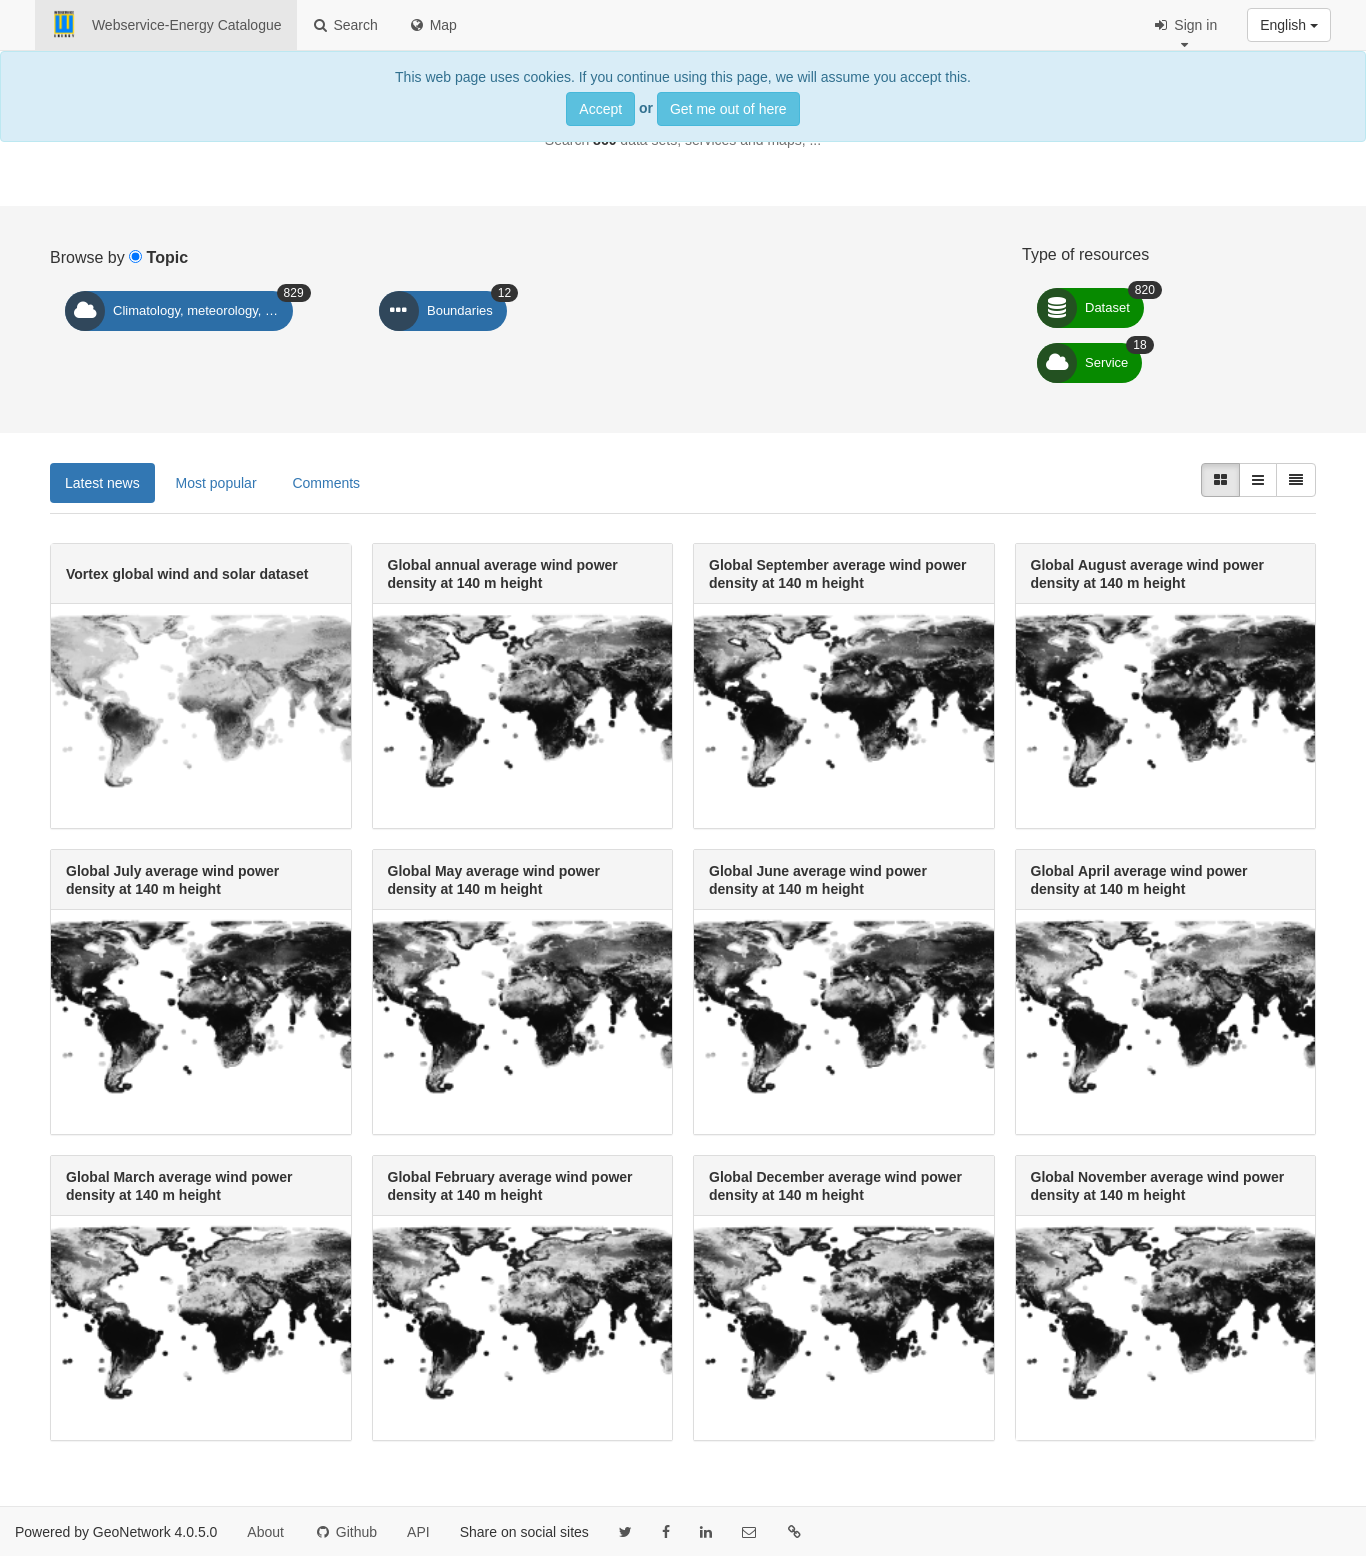 Webservice-Energy Catalogue Search Map Sign in English
This web page uses cookies. If you continue using this page, we will assume you accept this.
Accept or Get me out of here
data sets, services and maps, ...
Browse by Topic
Climatology, meteorology, … 829
Boundaries 12
Type of resources
Dataset 820
Service 18
Latest news Most popular Comments
Vortex global wind and solar dataset
Global annual average wind power
density at 140 m height
Global September average wind power
density at 140 m height
Global August average wind power
density at 140 m height
Global July average wind power
density at 140 m height
Global May average wind power
density at 140 m height
Global June average wind power
density at 140 m height
Global April average wind power
density at 140 m height
Global March average wind power
density at 140 m height
Global February average wind power
density at 140 m height
Global December average wind power
density at 140 m height
Global November average wind power
density at 140 m height
Powered by GeoNetwork 4.0.5.0 About Github API Share on social sites